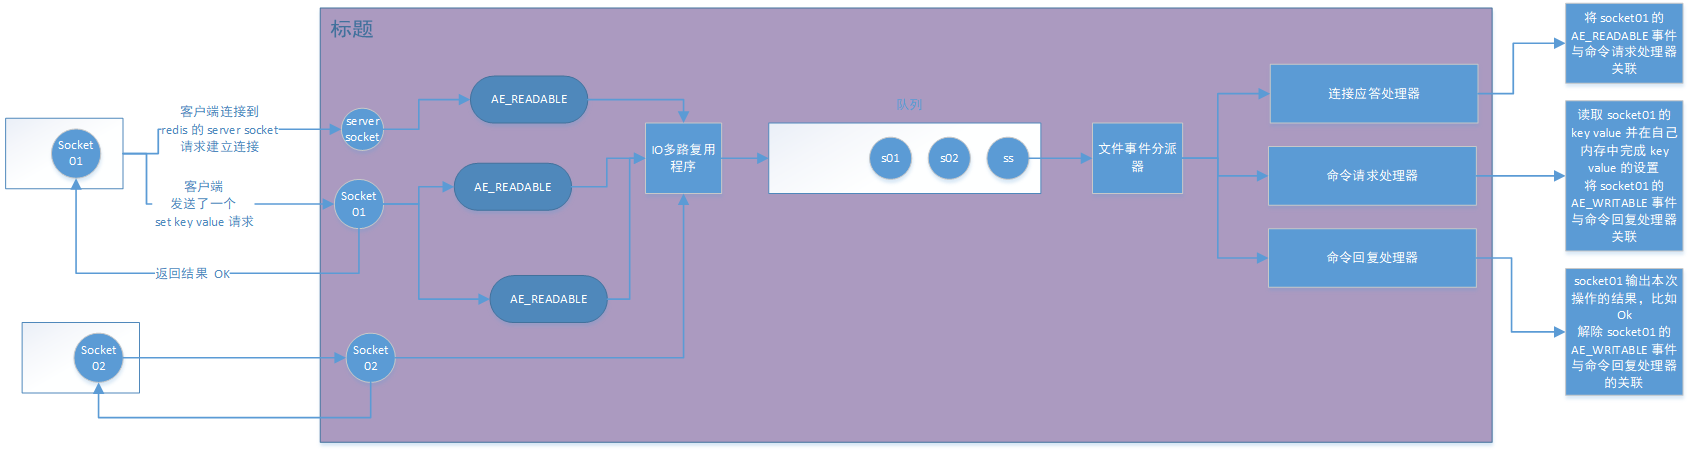 标题
Socket
01
客户端连接到
redis 的 server socket
请求建立连接
客户端
发送了一个
set key value 请求
返回结果 OK
Socket
02
server
socket
Socket
01
Socket
02
AE_READABLE
AE_READABLE
AE_READABLE
IO多路复用
程序
队列
s01
s02
ss
文件事件分派
器
连接应答处理器
命令请求处理器
命令回复处理器
将 socket01 的
AE_READABLE 事件
与命令请求处理器
关联
读取 socket01 的
key value 并在自己
内存中完成 key
value 的设置
将 socket01 的
AE_WRITABLE 事件
与命令回复处理器
关联
socket01 输出本次
操作的结果，比如
Ok
解除 socket01 的
AE_WRITABLE 事件
与命令回复处理器
的关联